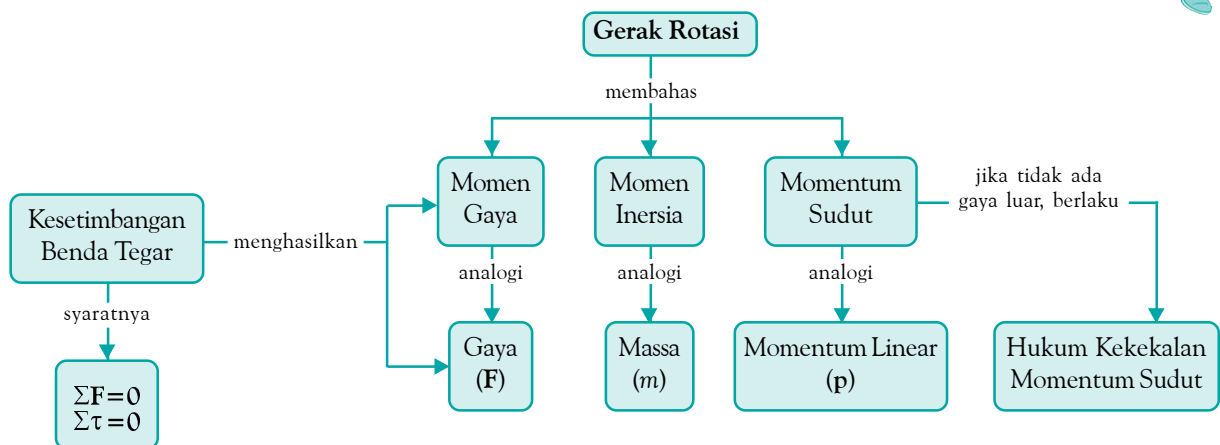 Gerak Rotasi
membahas
Momen
Gaya
Momen
Inersia
Momentum
Sudut
jika tidak ada
gaya luar, berlaku
Kesetimbangan
Benda Tegar
menghasilkan
analogi
analogi
analogi
syaratnya
Gaya
(F)
Massa
(m)
Momentum Linear
(p)
Hukum Kekekalan
Momentum Sudut
ΣF=0
Στ=0